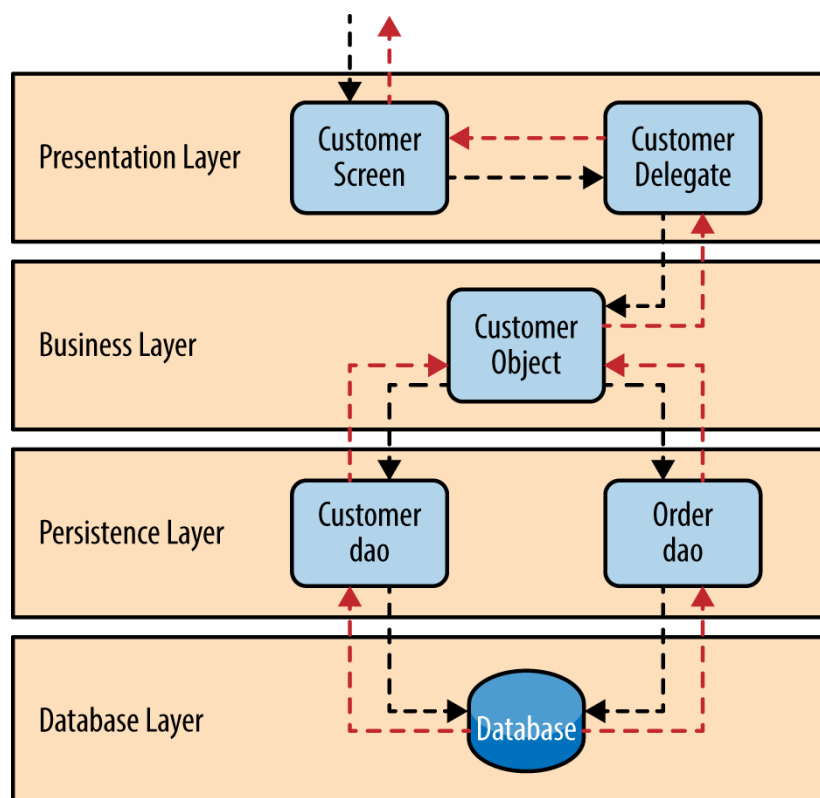 Presentation Layer
Customer
Screen
Customer
Delegate
Business Layer
Customer
Object
Persistence Layer
Customer
dao
Order
dao
Database Layer
Database